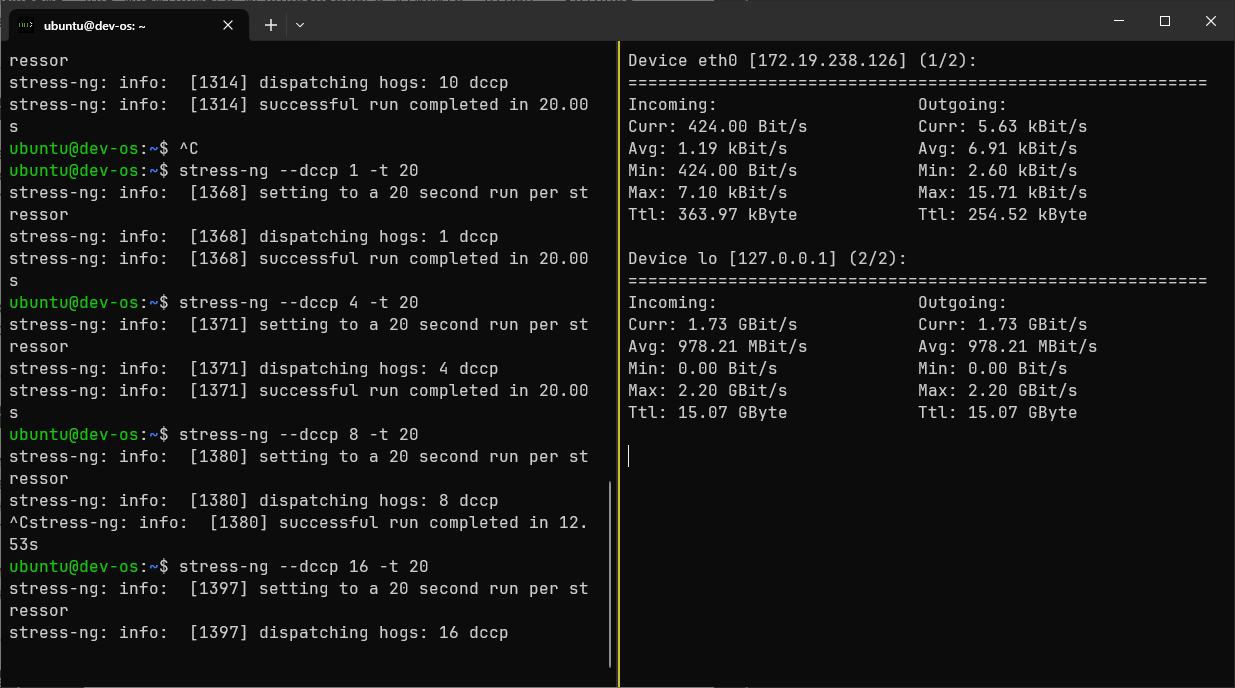 ubuntu@dev-os: ~
ressor
stress-ng: info:  [1314] dispatching hogs: 10 dccp
stress-ng: info:  [1314] successful run completed in 20.00
s
ubuntu@dev-os:~$ ^C
ubuntu@dev-os:~$ stress-ng --dccp 1 -t 20
stress-ng: info:  [1368] setting to a 20 second run per st
ressor
stress-ng: info:  [1368] dispatching hogs: 1 dccp
stress-ng: info:  [1368] successful run completed in 20.00
s
ubuntu@dev-os:~$ stress-ng --dccp 4 -t 20
stress-ng: info:  [1371] setting to a 20 second run per st
ressor
stress-ng: info:  [1371] dispatching hogs: 4 dccp
stress-ng: info:  [1371] successful run completed in 20.00
s
ubuntu@dev-os:~$ stress-ng --dccp 8 -t 20
stress-ng: info:  [1380] setting to a 20 second run per st
ressor
stress-ng: info:  [1380] dispatching hogs: 8 dccp
^Cstress-ng: info:  [1380] successful run completed in 12.
53s
ubuntu@dev-os:~$ stress-ng --dccp 16 -t 20
stress-ng: info:  [1397] setting to a 20 second run per st
ressor
stress-ng: info:  [1397] dispatching hogs: 16 dccp
Device eth0 [172.19.238.126] (1/2):
==========================================================
Incoming:                    Outgoing:
Curr: 424.00 Bit/s           Curr: 5.63 kBit/s
Avg: 1.19 kBit/s             Avg: 6.91 kBit/s
Min: 424.00 Bit/s            Min: 2.60 kBit/s
Max: 7.10 kBit/s             Max: 15.71 kBit/s
Ttl: 363.97 kByte            Ttl: 254.52 kByte
Device lo [127.0.0.1] (2/2):
==========================================================
Incoming:                    Outgoing:
Curr: 1.73 GBit/s            Curr: 1.73 GBit/s
Avg: 978.21 MBit/s           Avg: 978.21 MBit/s
Min: 0.00 Bit/s              Min: 0.00 Bit/s
Max: 2.20 GBit/s             Max: 2.20 GBit/s
Ttl: 15.07 GByte             Ttl: 15.07 GByte